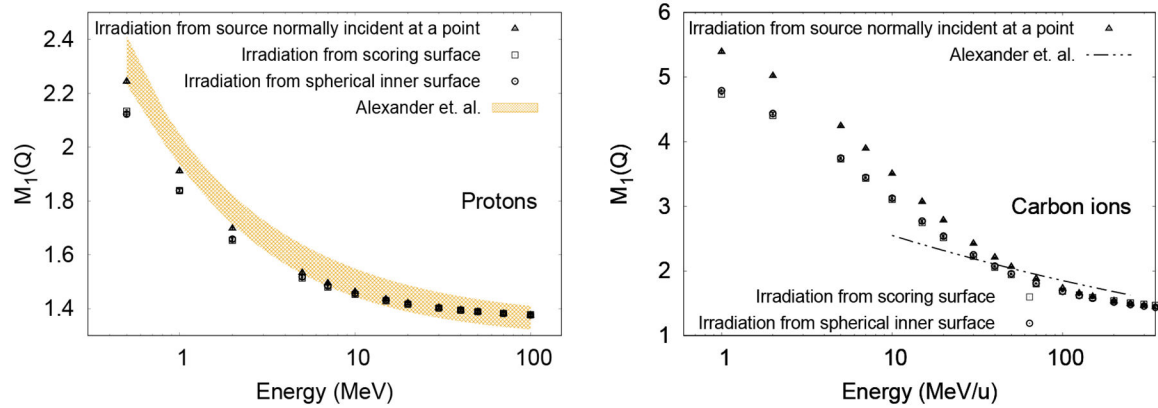 2.4
2.2
2
1.8
1.6
1.4
M1(Q)
Irradiation from source normally incident at a point
Irradiation from scoring surface
Irradiation from spherical inner surface
Alexander et. al.
Protons
1
10
100
Energy (MeV)
6
5
4
3
2
1
M1(Q)
Irradiation from source normally incident at a point
Alexander et. al.
Carbon ions
Irradiation from scoring surface
Irradiation from spherical inner surface
1
10
100
Energy (MeV/u)